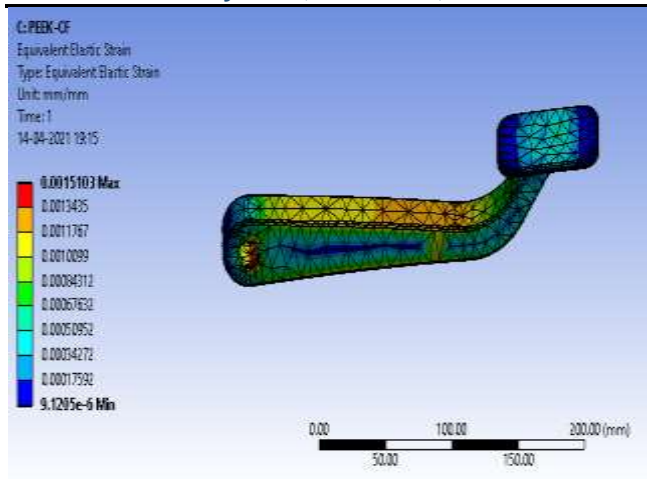 C: PEEK-CF
Equivalent Elastic Strain
Type: Equivalent Elastic Strain
Unit: mm/mm
Time: 1
14-04-2021 19:15
0.0015103 Max
0.0013435
0.0011767
0.0010099
0.00084312
0.00067632
0.00050952
0.00034272
0.00017592
9.1205e-6 Min
0.00 100.00 200.00 (mm)
50.00 150.00